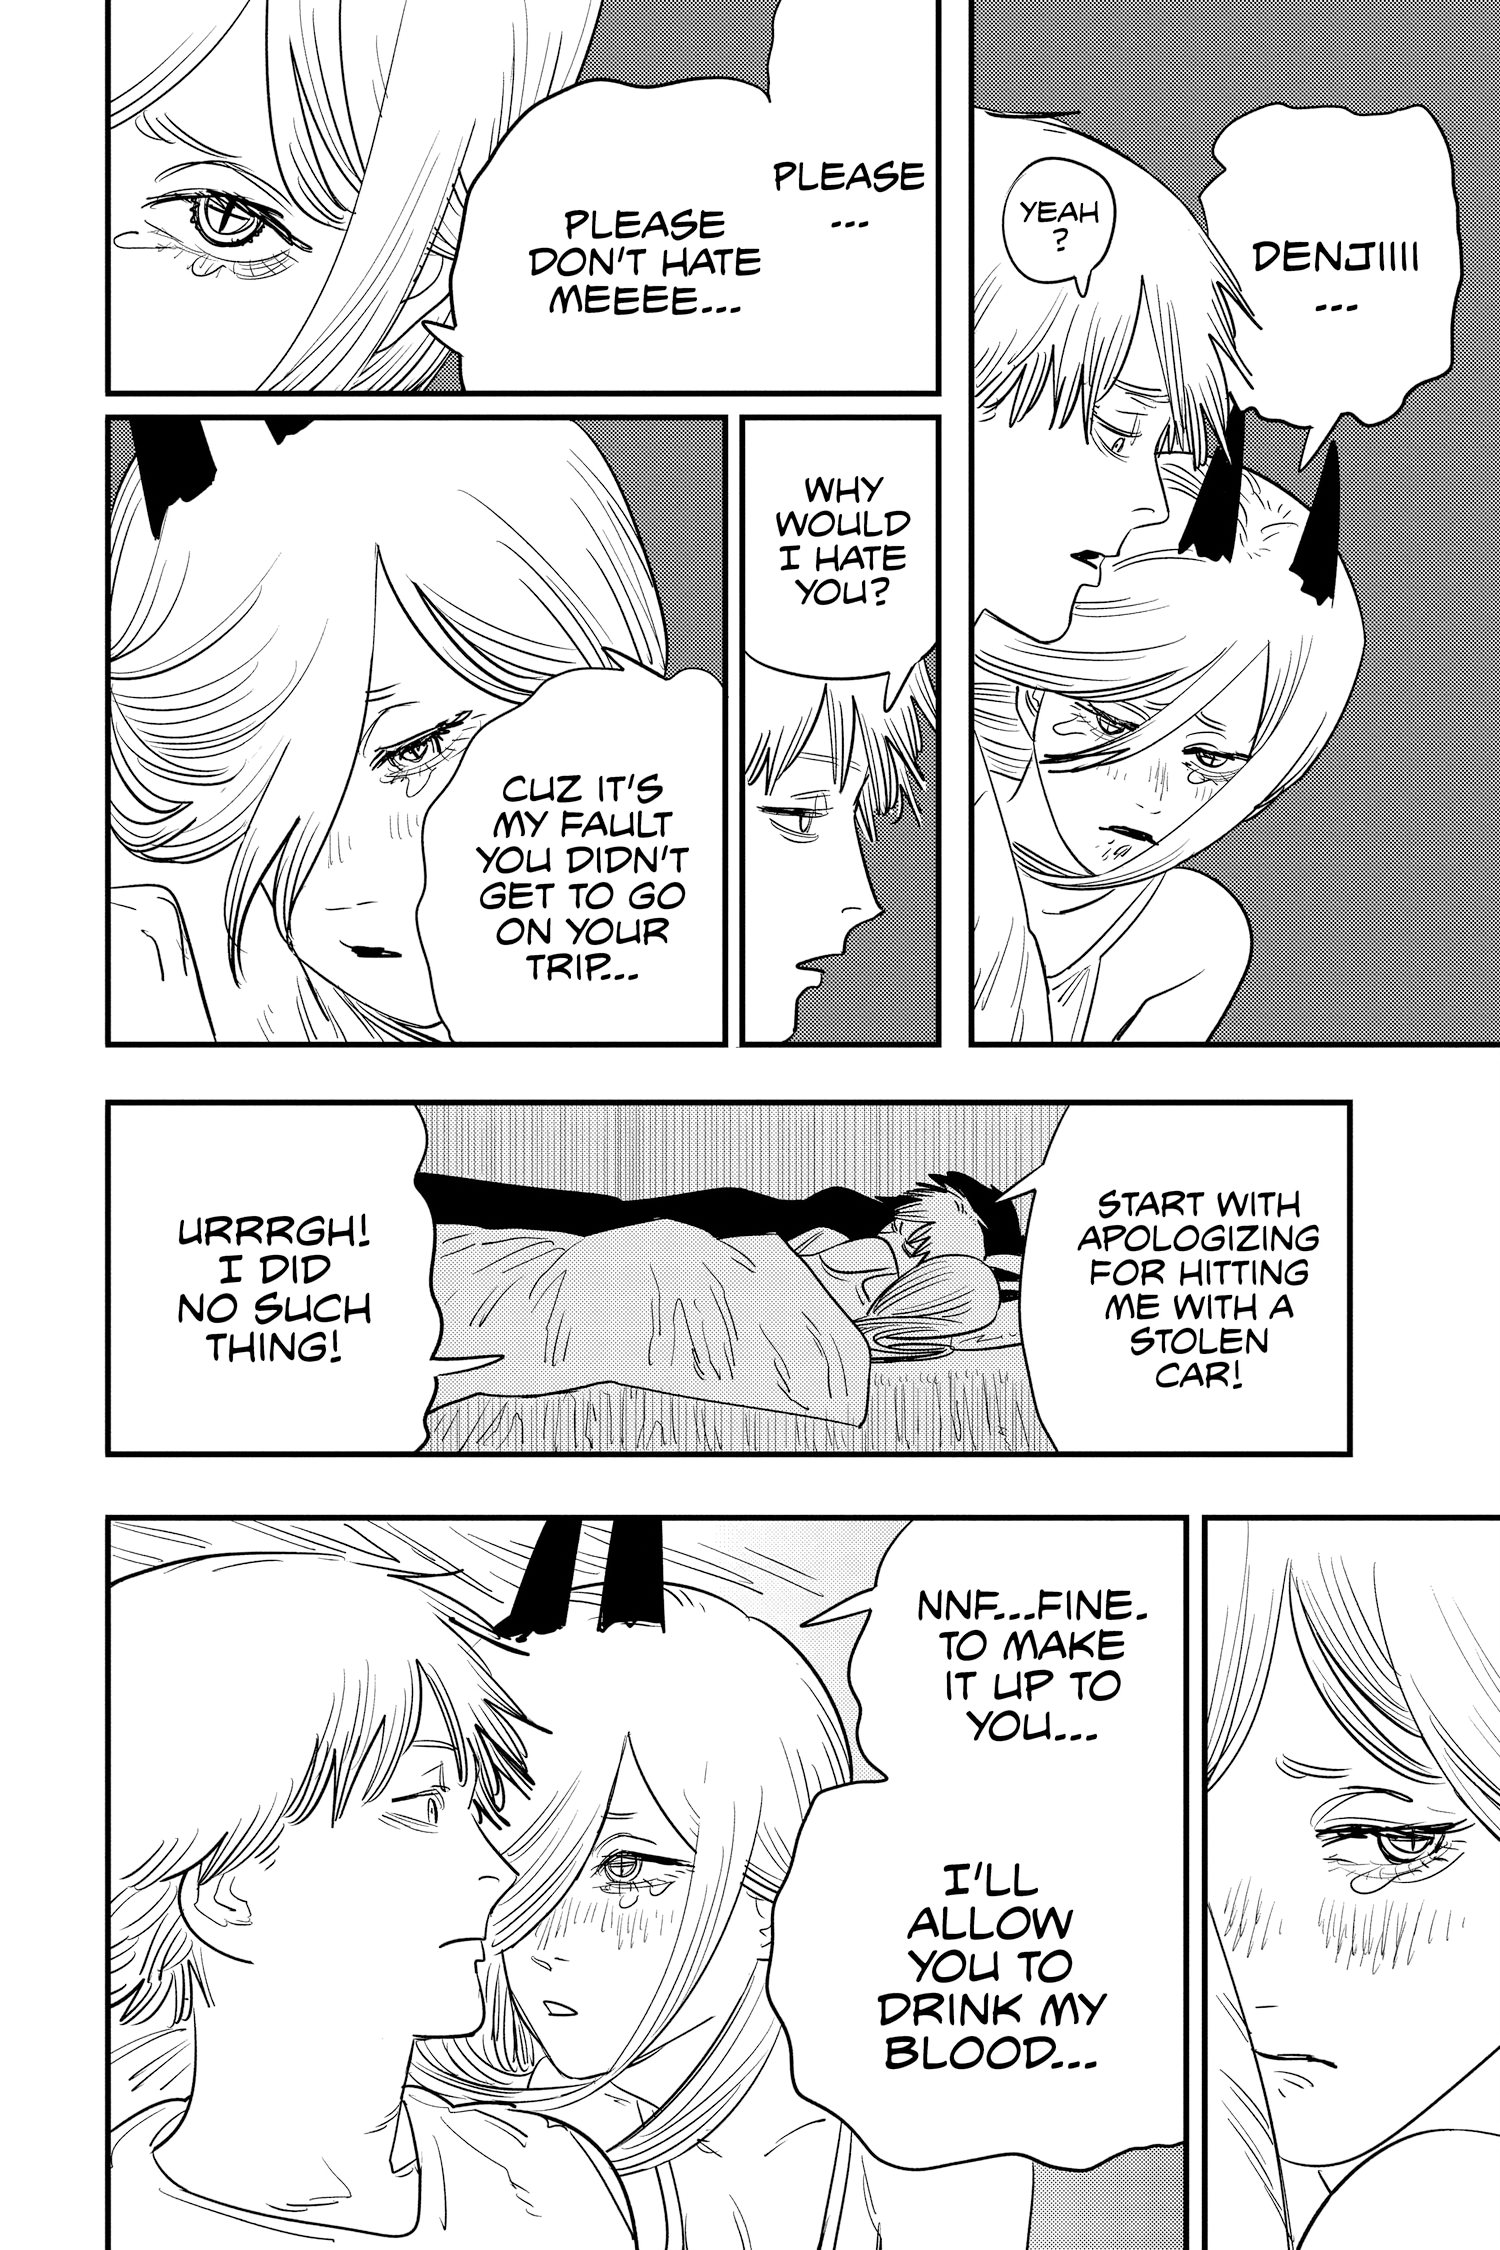 DENJIIII
...
YEAH
?
PLEASE
...
PLEASE
DON'T HATE
MEEEE...
WHY
WOULD
I HATE
YOU?
CUZ IT'S
MY FAULT
YOU DIDN'T
GET TO GO
ON YOUR
TRIP...
START WITH
APOLOGIZING
FOR HITTING
ME WITH A
STOLEN
CAR!
URRRGH!
I DID
NO SUCH
THING!
NNF...FINE.
TO MAKE
IT UP TO
YOU...
I'LL
ALLOW
YOU TO
DRINK MY
BLOOD...